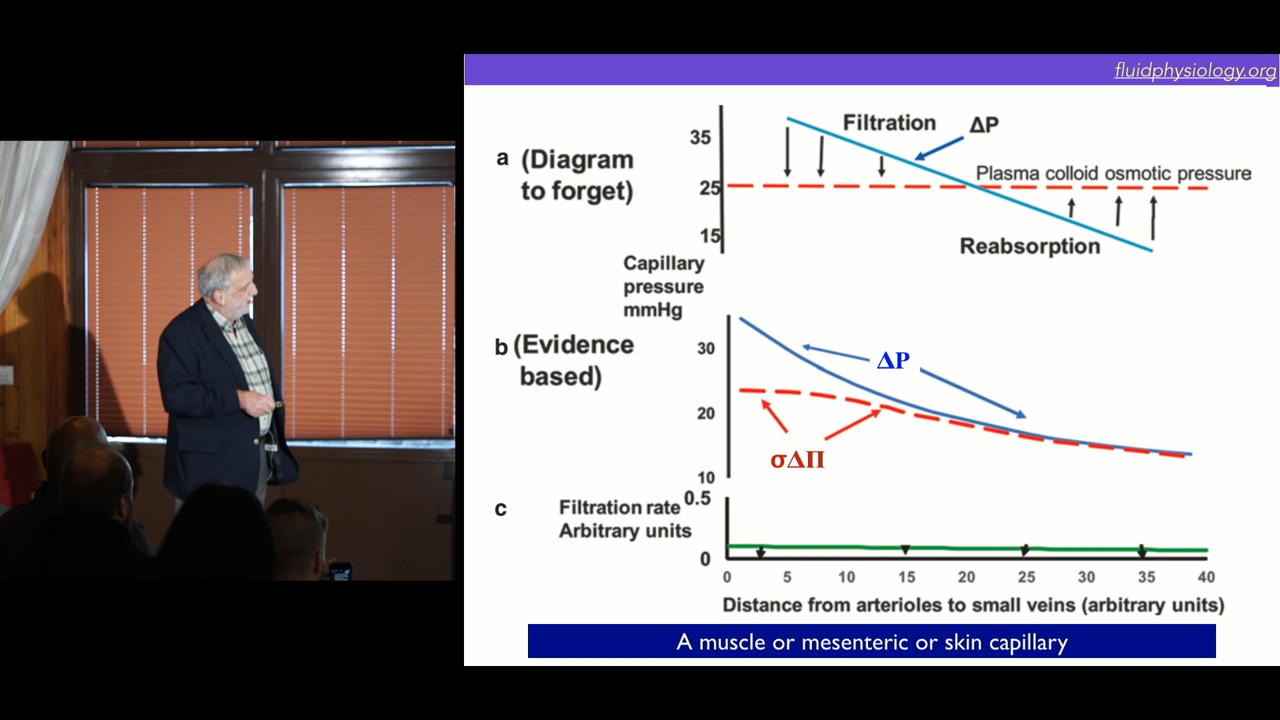 fluidphysiology.org
a (Diagram
to forget)
35
25
15
Filtration
ΔP
Plasma colloid osmotic pressure
Reabsorption
Capillary
pressure
mmHg
b (Evidence
based)
30
20
10
ΔP
σΔΠ
c
Filtration rate
Arbitrary units
0.5
0
0 5 10 15 20 25 30 35 40
Distance from arterioles to small veins (arbitrary units)
A muscle or mesenteric or skin capillary